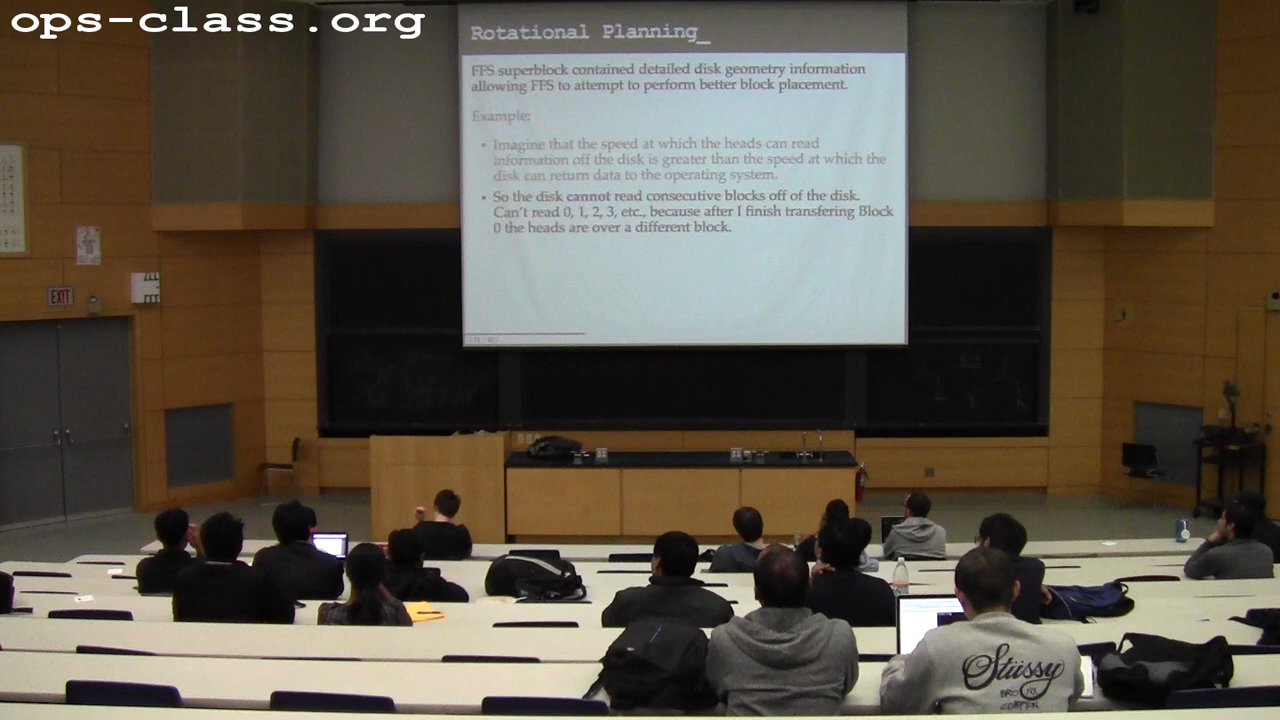 ops-class.org
Rotational Planning_
FFS superblock contained detailed disk geometry information
allowing FFS to attempt to perform better block placement.
Example:
• Imagine that the speed at which the heads can read
information off the disk is greater than the speed at which the
disk can return data to the operating system.
• So the disk cannot read consecutive blocks off of the disk.
Can't read 0, 1, 2, 3, etc., because after I finish transfering Block
0 the heads are over a different block.
EXIT
Stüssy